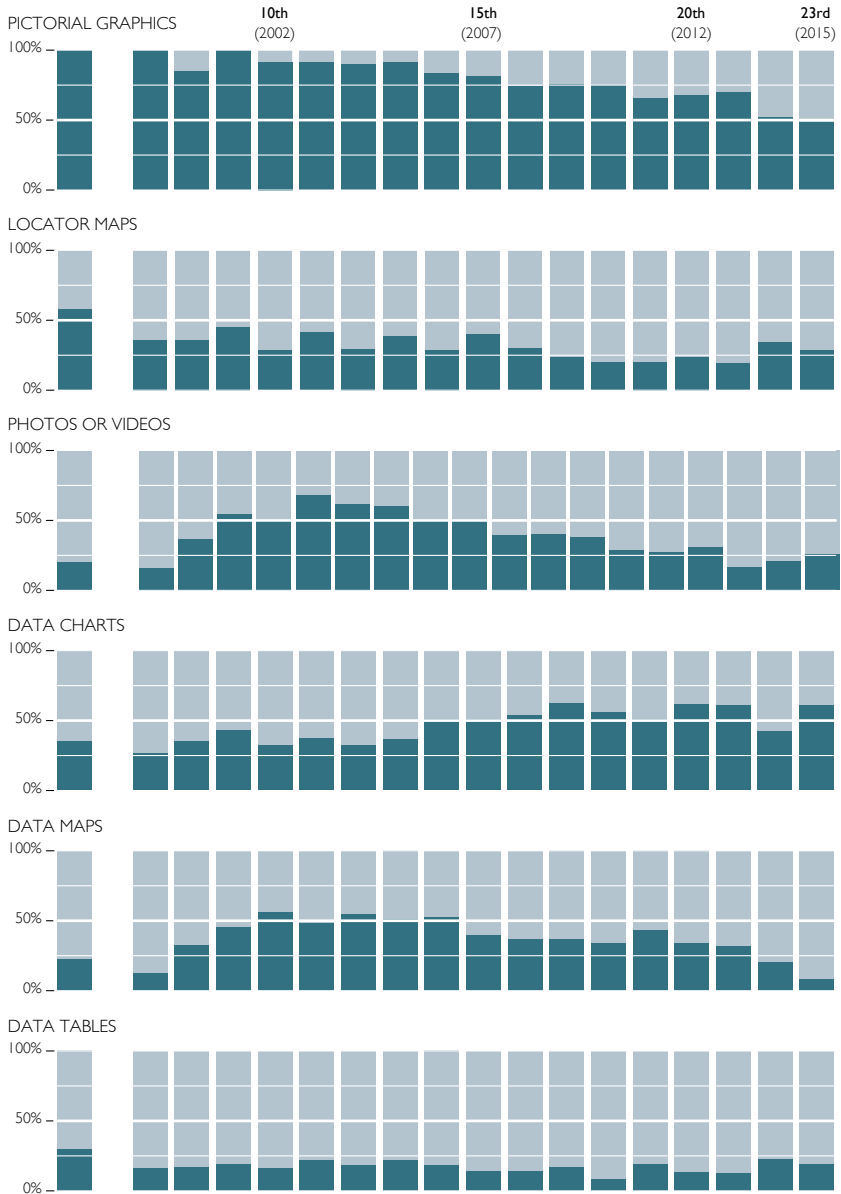 10th 15th 20th 23rd
PICTORIAL GRAPHICS (2002) (2007) (2012) (2015)
100%
50%
0%
LOCATOR MAPS
100%
50%
0%
PHOTOS OR VIDEOS
100%
50%
0%
DATA CHARTS
100%
50%
0%
DATA MAPS
100%
50%
0%
DATA TABLES
100%
50%
0%